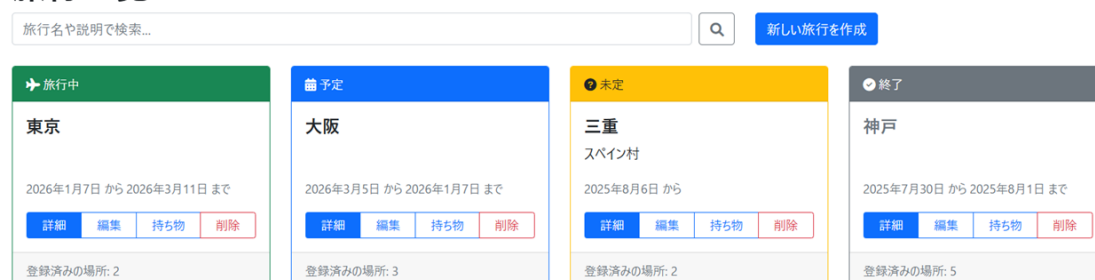 旅行名や説明で検索...
新しい旅行を作成
旅行中
東京
2026年1月7日 から 2026年3月11日 まで
詳細 編集 持ち物 削除
登録済みの場所: 2
予定
大阪
2026年3月5日 から 2026年1月7日 まで
詳細 編集 持ち物 削除
登録済みの場所: 3
未定
三重
スペイン村
2025年8月6日 から
詳細 編集 持ち物 削除
登録済みの場所: 2
終了
神戸
2025年7月30日 から 2025年8月1日 まで
詳細 編集 持ち物 削除
登録済みの場所: 5